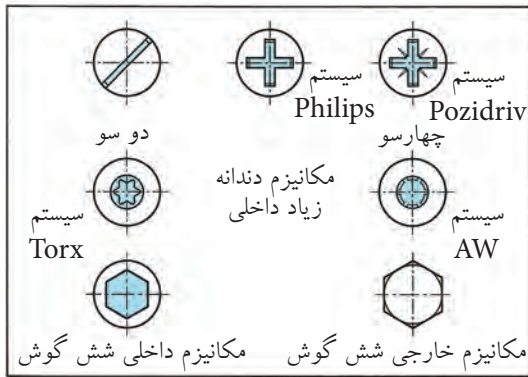 سیستم
Pozidriv
سیستم
Philips
چهارسو
دو سو
سیستم
AW
مکانیزم دندانه
زیاد داخلی
سیستم
Torx
مکانیزم خارجی شش گوش
مکانیزم داخلی شش گوش